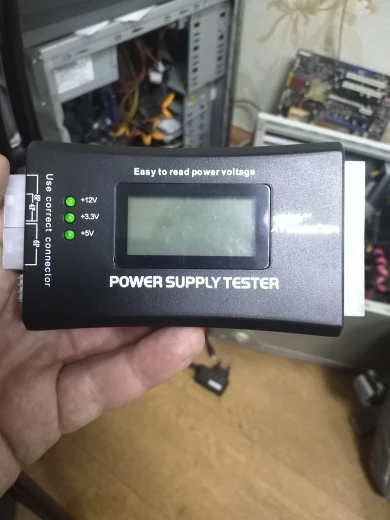 Easy to read power voltage
Use correct connector
+12V
+3.3V
+5V
POWER SUPPLY TESTER